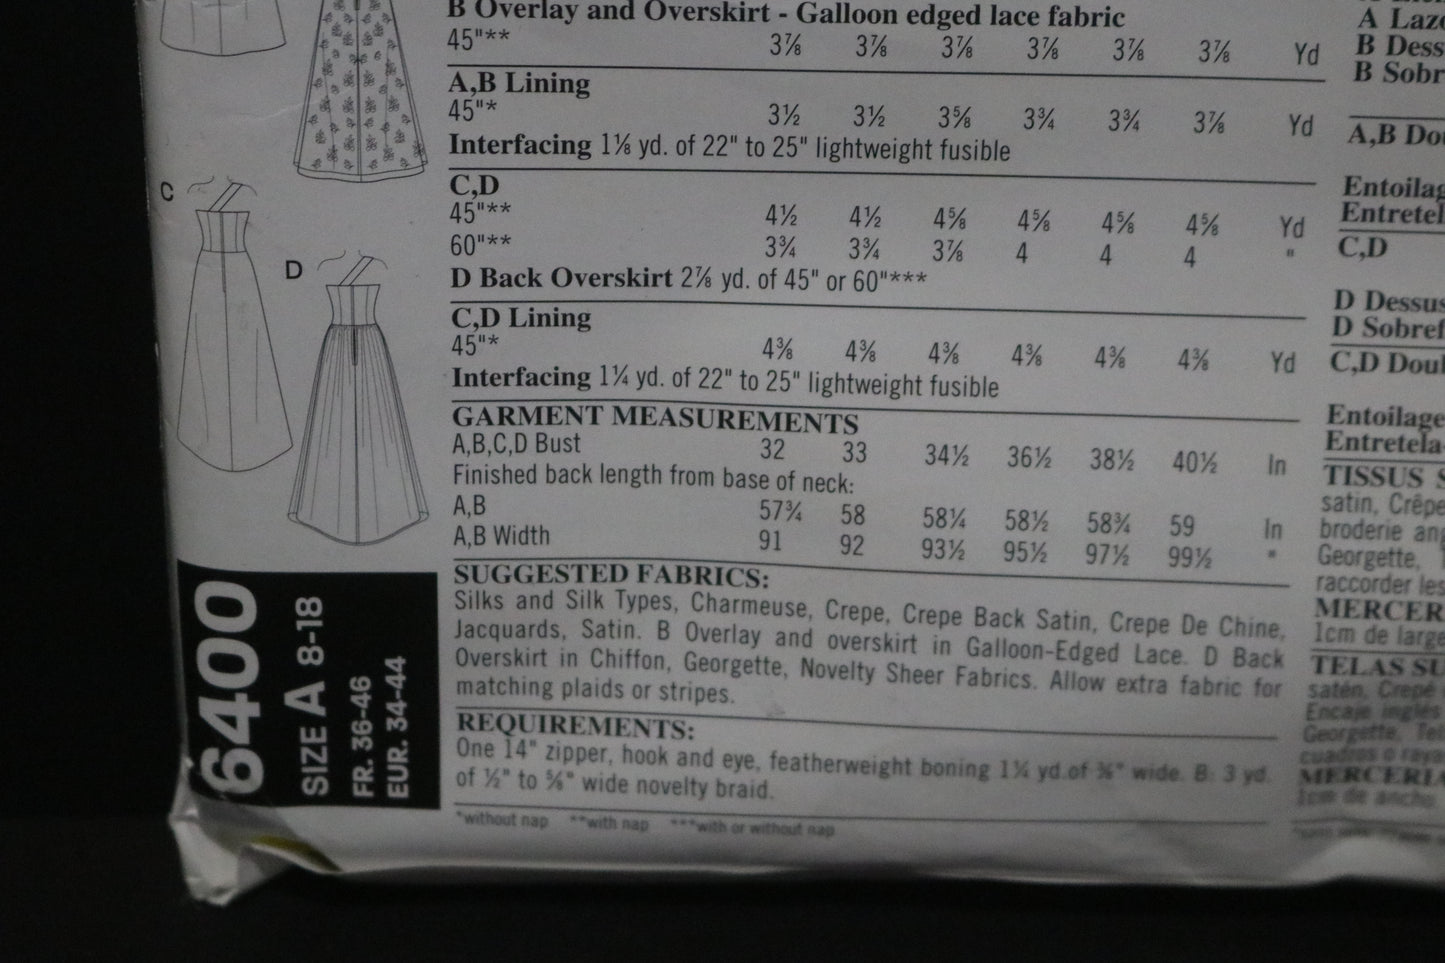 B Overlay and Overskirt - Galloon edged lace fabric
45"** 3⅞ 3⅞ 3⅞ 3⅞ 3⅞ 3⅞ Yd
A,B Lining
45"* 3½ 3½ 3⅝ 3¾ 3¾ 3⅞ Yd
Interfacing 1⅛ yd. of 22" to 25" lightweight fusible
C,D
45"** 4½ 4½ 4⅝ 4⅝ 4⅝ 4⅝ Yd
60"** 3¾ 3¾ 3⅞ 4 4 4 "
D Back Overskirt 2⅞ yd. of 45" or 60"***
C,D Lining
45"* 4⅜ 4⅜ 4⅜ 4⅜ 4⅜ 4⅜ Yd
Interfacing 1¼ yd. of 22" to 25" lightweight fusible
GARMENT MEASUREMENTS
A,B,C,D Bust 32 33 34½ 36½ 38½ 40½ In
Finished back length from base of neck:
A,B 57¾ 58 58¼ 58½ 58¾ 59 In
A,B Width 91 92 93½ 95½ 97½ 99½ "
SUGGESTED FABRICS:
Silks and Silk Types, Charmeuse, Crepe, Crepe Back Satin, Crepe De Chine,
Jacquards, Satin. B Overlay and overskirt in Galloon-Edged Lace. D Back
Overskirt in Chiffon, Georgette, Novelty Sheer Fabrics. Allow extra fabric for
matching plaids or stripes.
REQUIREMENTS:
One 14" zipper, hook and eye, featherweight boning 1¼ yd.of ⅜" wide. B: 3 yd.
of ½" to ⅝" wide novelty braid.
*without nap **with nap ***with or without nap
C
D
6400
SIZE A 8-18
FR. 36-46
EUR. 34-44
A Laz
B Dess
B Sobr
A,B Do
Entoilag
Entretel
C,D
D Dessus
D Sobref
C,D Doul
Entoilage
Entretela
TISSUS S
satin, Crêpe
broderie an
Georgette,
raccorder les
MERCER
1cm de large
TELAS SU
satén, Crepé
Encaje inglés
Georgette, Tel
cuadros o raya
MERCERIA
1cm de ancho